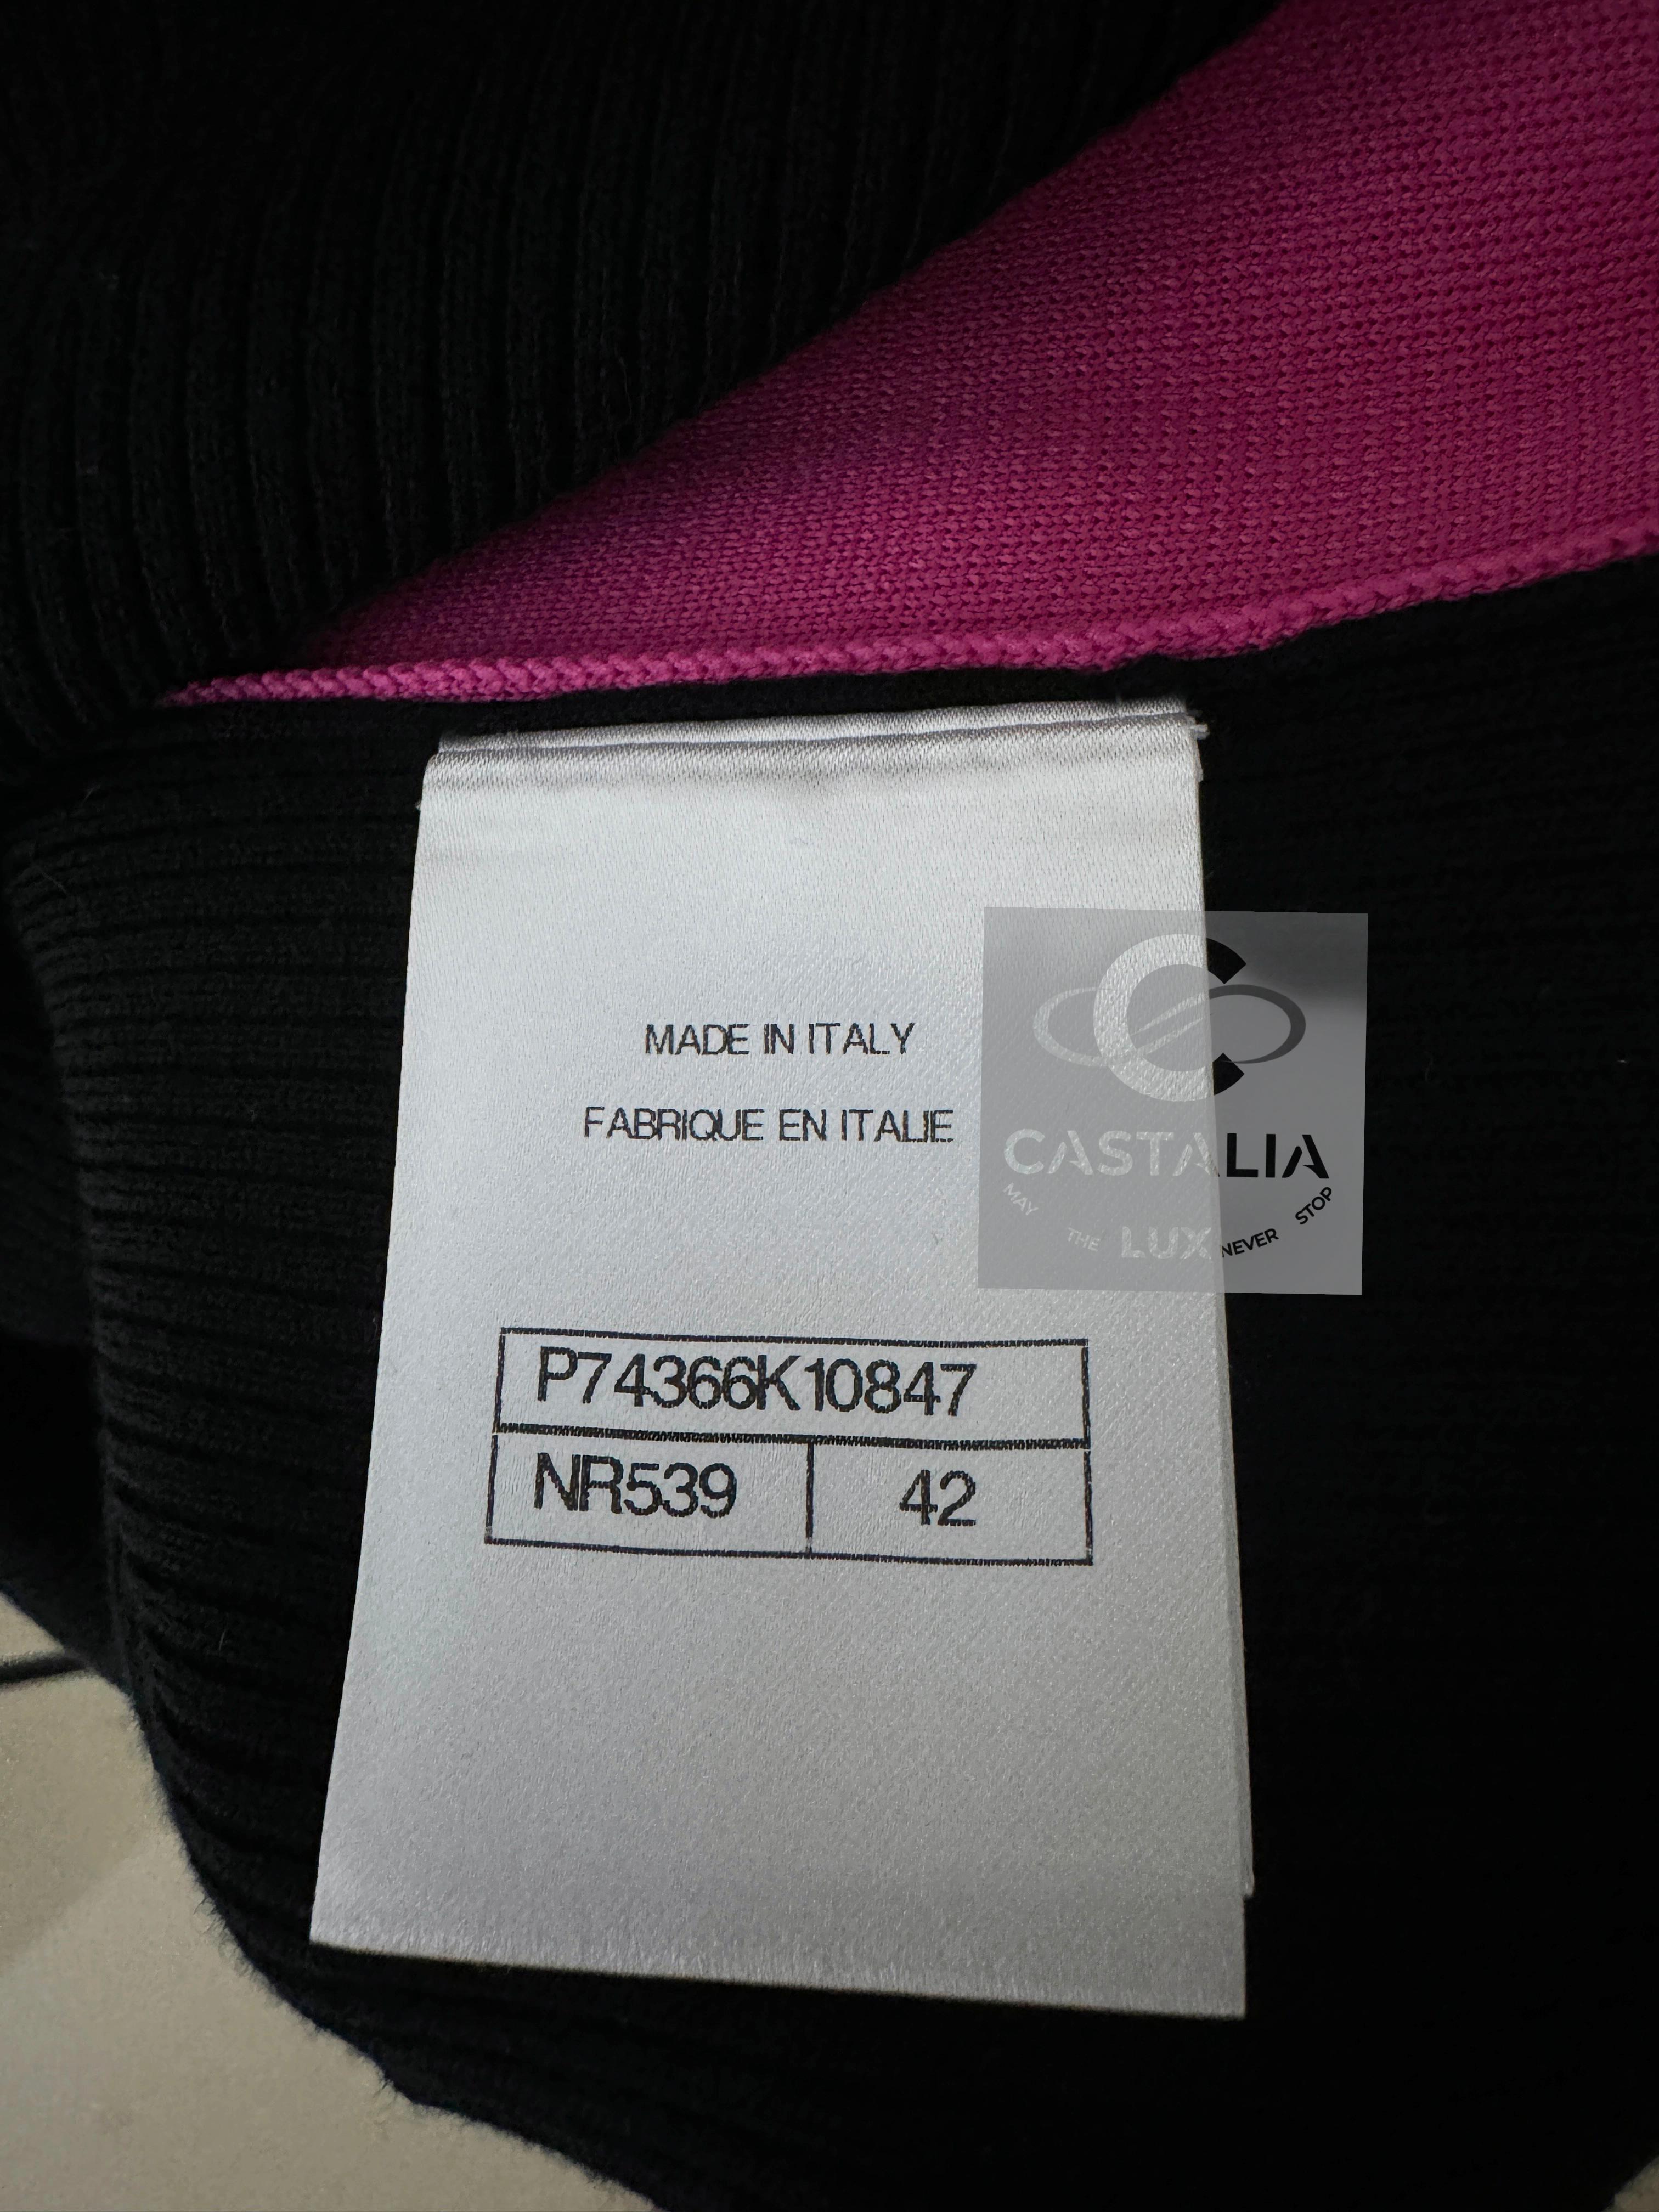 MADE IN ITALY
FABRIQUE EN ITALIE
CASTALIA
MAY THE LUX NEVER STOP
P74366K10847
NR539 42